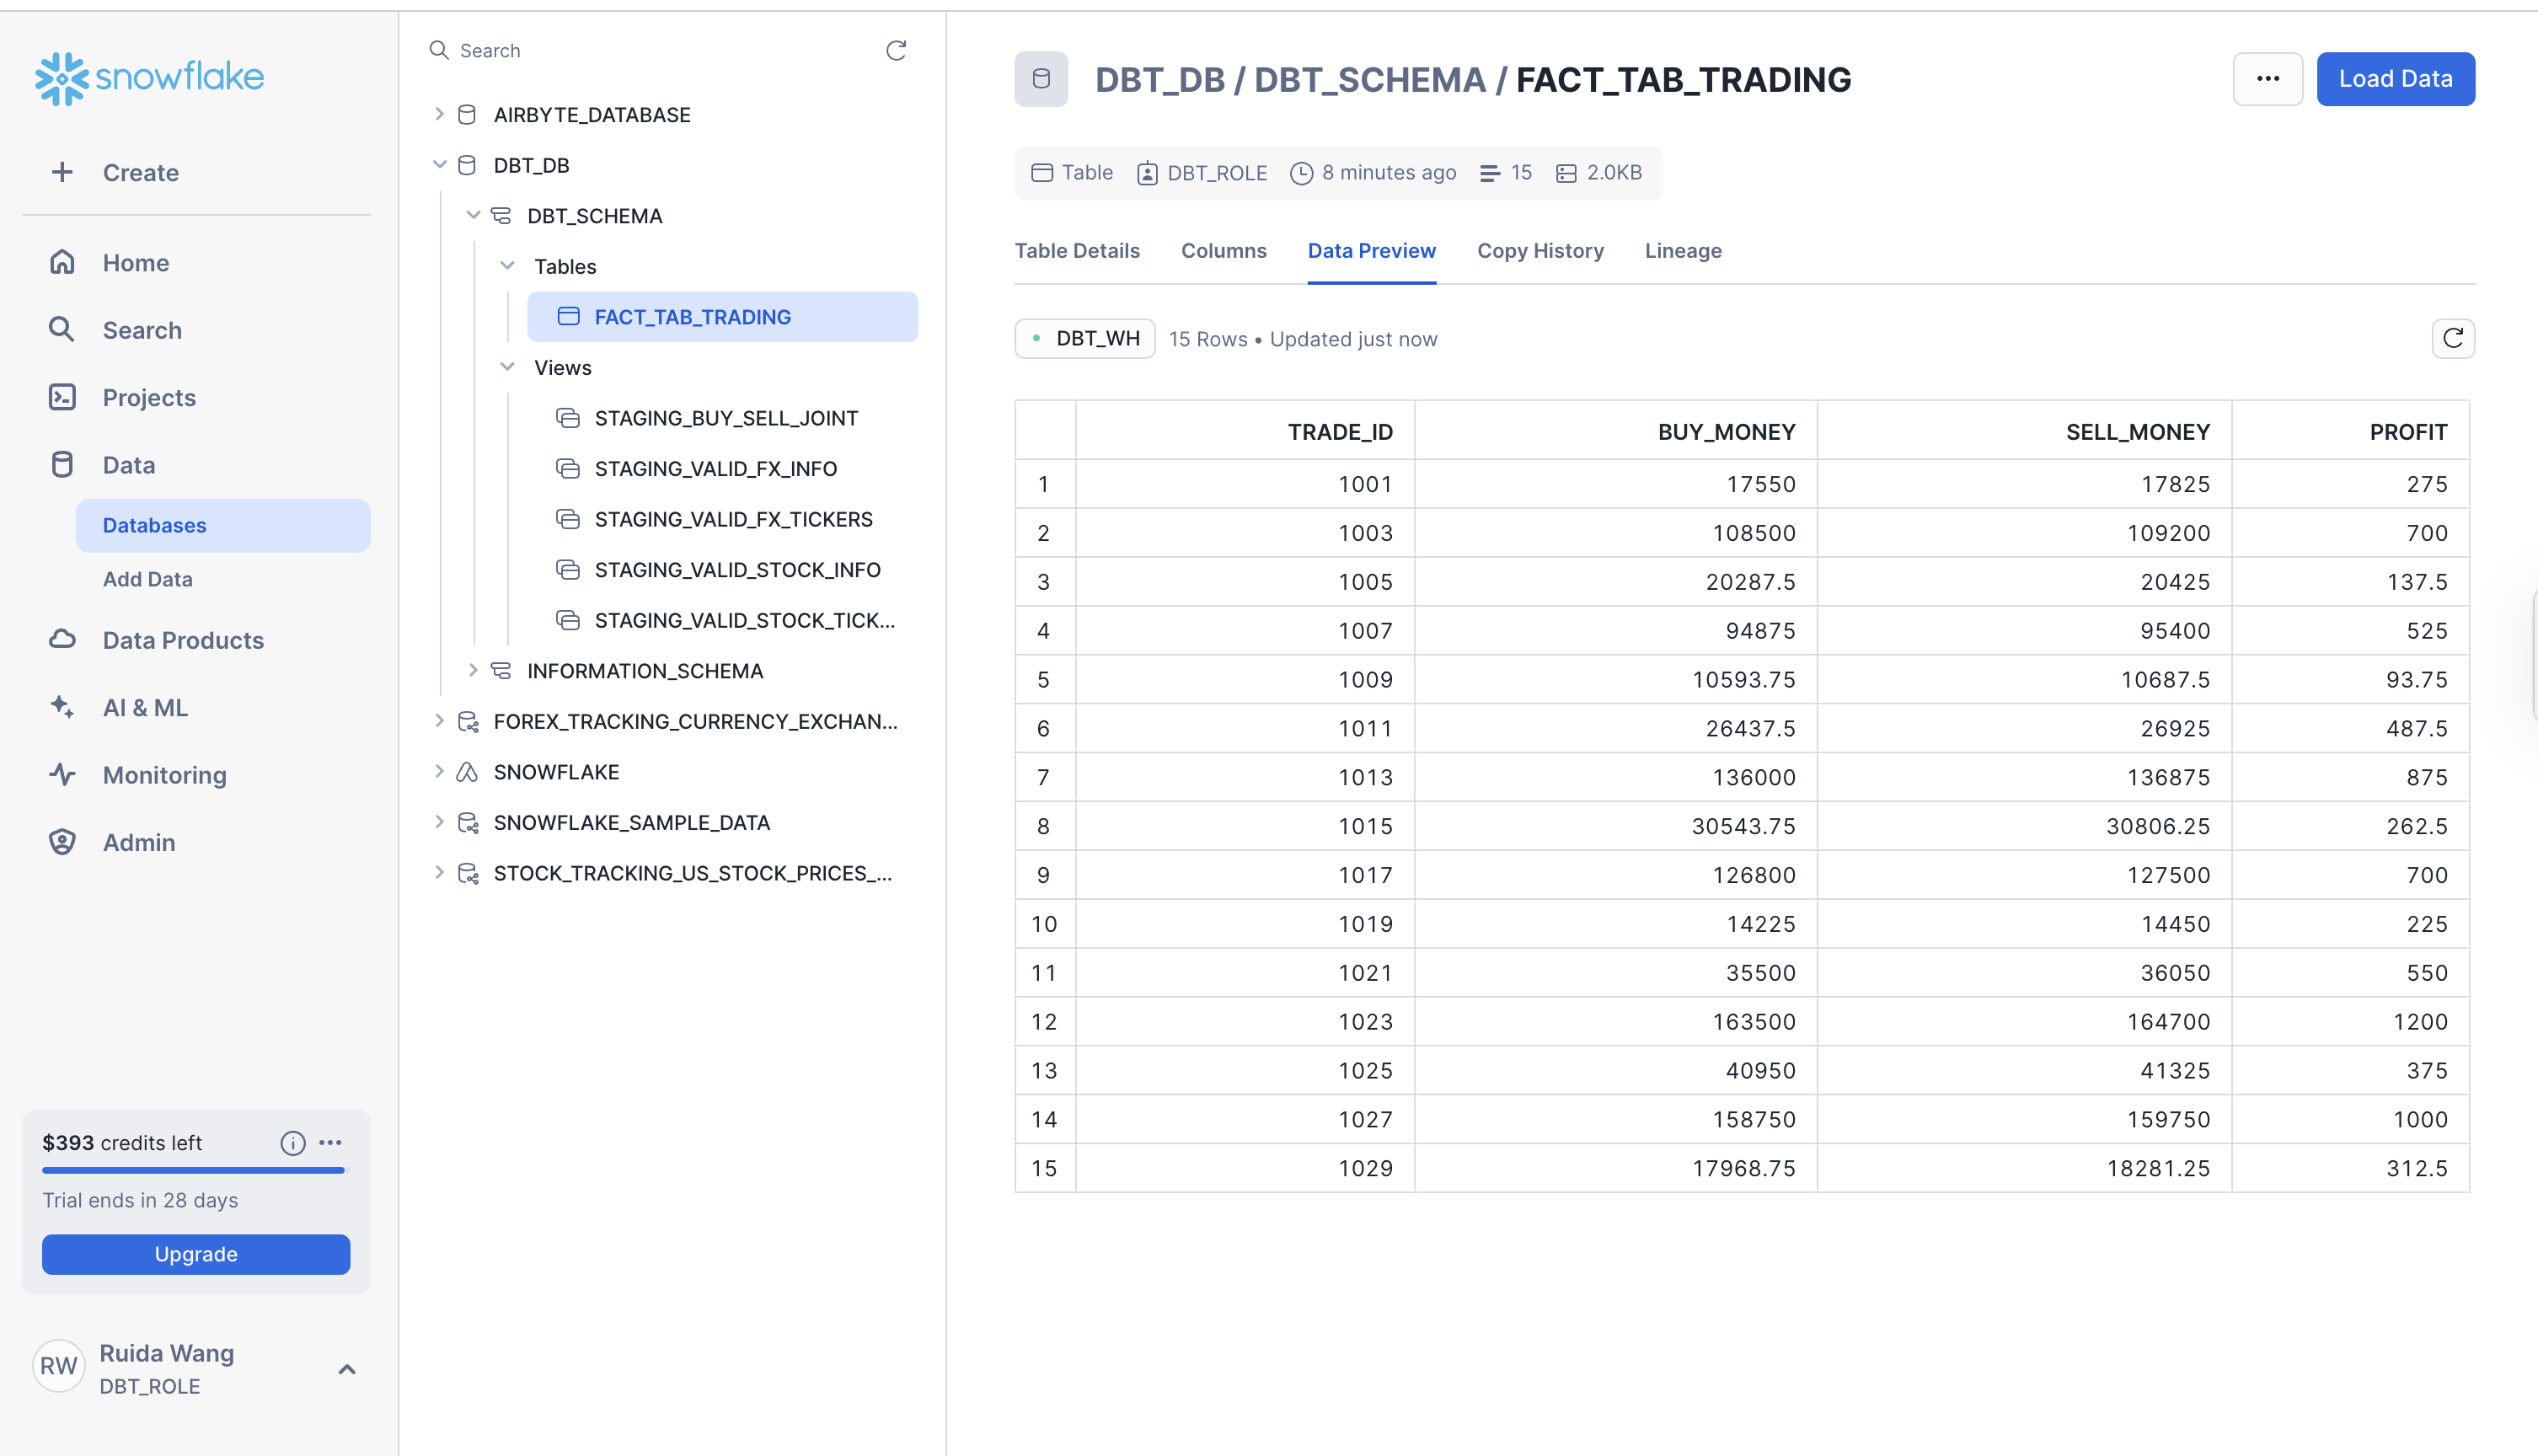 snowflake
Create
Home
Search
Projects
Data
Databases
Add Data
Data Products
AI & ML
Monitoring
Admin
$393 credits left
Trial ends in 28 days
Upgrade
RW
Ruida Wang
DBT_ROLE
Search
AIRBYTE_DATABASE
DBT_DB
DBT_SCHEMA
Tables
FACT_TAB_TRADING
Views
STAGING_BUY_SELL_JOINT
STAGING_VALID_FX_INFO
STAGING_VALID_FX_TICKERS
STAGING_VALID_STOCK_INFO
STAGING_VALID_STOCK_TICK...
INFORMATION_SCHEMA
FOREX_TRACKING_CURRENCY_EXCHAN...
SNOWFLAKE
SNOWFLAKE_SAMPLE_DATA
STOCK_TRACKING_US_STOCK_PRICES_...
DBT_DB / DBT_SCHEMA / FACT_TAB_TRADING
... Load Data
Table DBT_ROLE 8 minutes ago 15 2.0KB
Table Details Columns Data Preview Copy History Lineage
DBT_WH 15 Rows • Updated just now
TRADE_ID BUY_MONEY SELL_MONEY PROFIT
1 1001 17550 17825 275
2 1003 108500 109200 700
3 1005 20287.5 20425 137.5
4 1007 94875 95400 525
5 1009 10593.75 10687.5 93.75
6 1011 26437.5 26925 487.5
7 1013 136000 136875 875
8 1015 30543.75 30806.25 262.5
9 1017 126800 127500 700
10 1019 14225 14450 225
11 1021 35500 36050 550
12 1023 163500 164700 1200
13 1025 40950 41325 375
14 1027 158750 159750 1000
15 1029 17968.75 18281.25 312.5